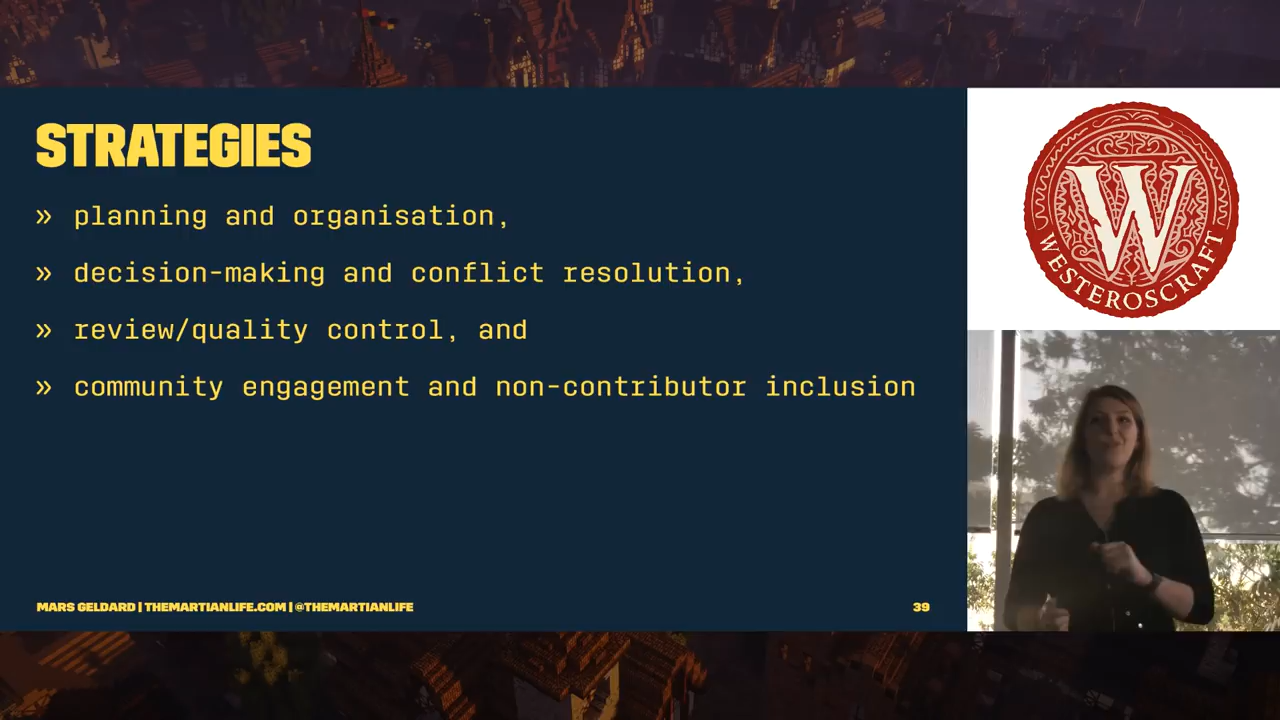 STRATEGIES
» planning and organisation,
» decision-making and conflict resolution,
» review/quality control, and
» community engagement and non-contributor inclusion
MARS GELDARD | THEMARTIANLIFE.COM | @THEMARTIANLIFE
39
W
WESTEROSCRAFT